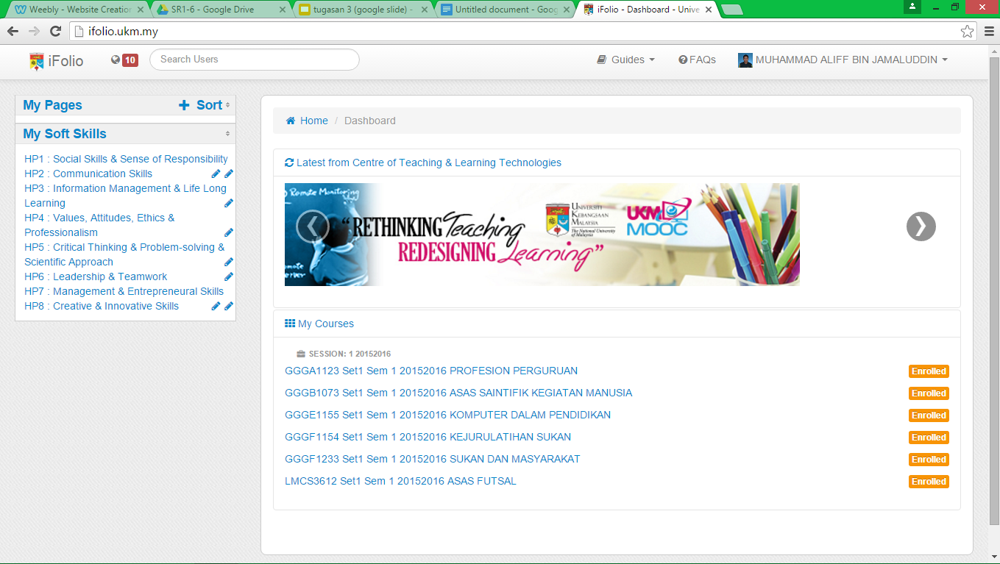 Weebly - Website Creation
SR1-6 - Google Drive
tugasan 3 (google slide) -
Untitled document - Goog
iFolio - Dashboard - Unive
ifolio.ukm.my
iFolio
10
Search Users
Guides
FAQs
MUHAMMAD ALIFF BIN JAMALUDDIN
My Pages
Sort
My Soft Skills
HP1 : Social Skills & Sense of Responsibility
HP2 : Communication Skills
HP3 : Information Management & Life Long
Learning
HP4 : Values, Attitudes, Ethics &
Professionalism
HP5 : Critical Thinking & Problem-solving &
Scientific Approach
HP6 : Leadership & Teamwork
HP7 : Management & Entrepreneural Skills
HP8 : Creative & Innovative Skills
Home / Dashboard
Latest from Centre of Teaching & Learning Technologies
Remote Monitoring
"RETHINKING Teaching
REDESIGNING Learning"
UNIVERSITI
KEBANGSAAN
MALAYSIA
The National University
of Malaysia
UKM
MOOC
My Courses
SESSION: 1 20152016
GGGA1123 Set1 Sem 1 20152016 PROFESION PERGURUAN Enrolled
GGGB1073 Set1 Sem 1 20152016 ASAS SAINTIFIK KEGIATAN MANUSIA Enrolled
GGGE1155 Set1 Sem 1 20152016 KOMPUTER DALAM PENDIDIKAN Enrolled
GGGF1154 Set1 Sem 1 20152016 KEJURULATIHAN SUKAN Enrolled
GGGF1233 Set1 Sem 1 20152016 SUKAN DAN MASYARAKAT Enrolled
LMCS3612 Set1 Sem 1 20152016 ASAS FUTSAL Enrolled